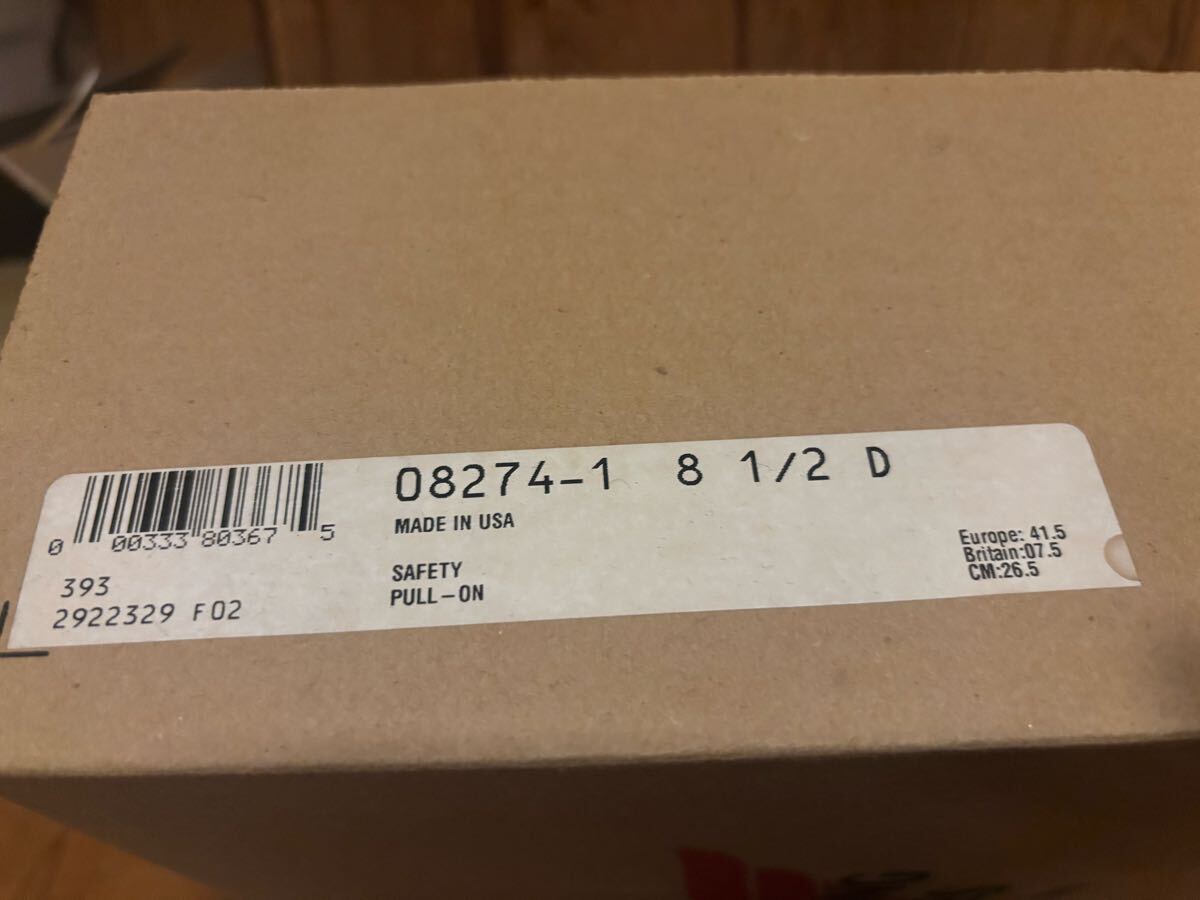 08274-1 8 1/2 D
0 00333 80367 5
MADE IN USA
393
SAFETY
PULL-ON
2922329 F02
Europe: 41.5
Britain:07.5
CM:26.5